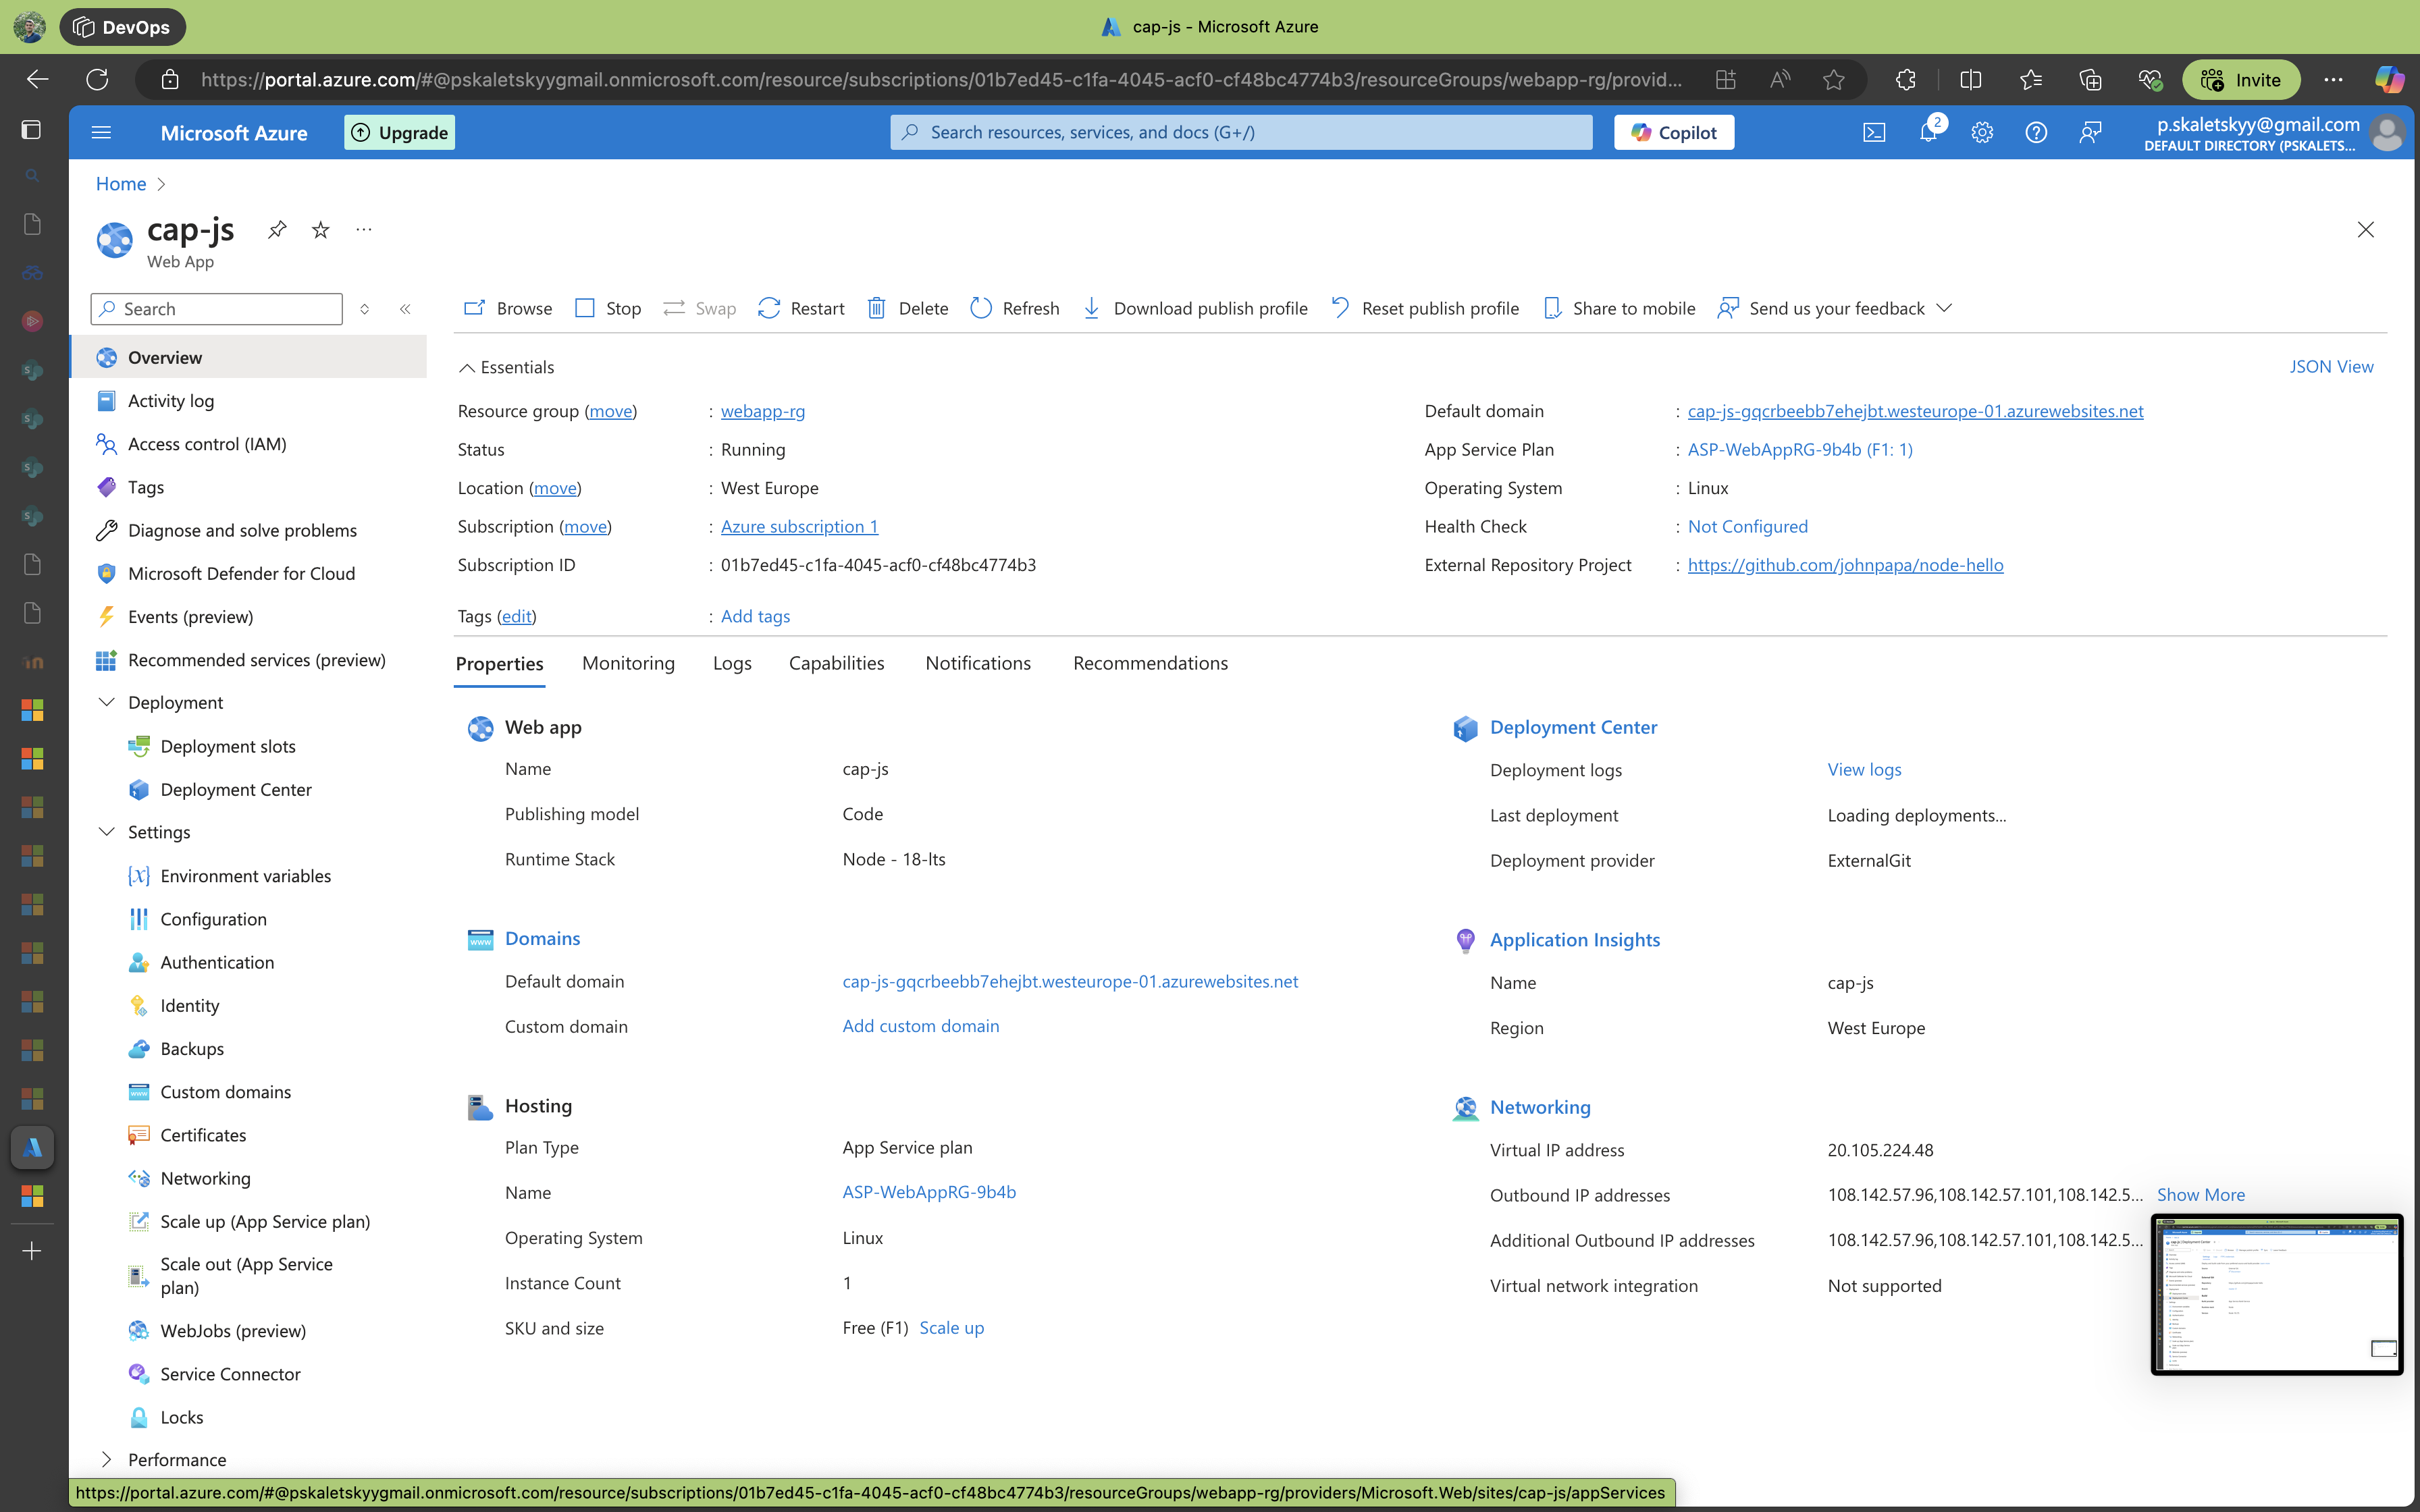 DevOps
cap-js - Microsoft Azure
https://portal.azure.com/#@pskaletskyygmail.onmicrosoft.com/resource/subscriptions/01b7ed45-c1fa-4045-acf0-cf48bc4774b3/resourceGroups/webapp-rg/provid...
Invite
Microsoft Azure
Upgrade
Search resources, services, and docs (G+/)
Copilot
2
p.skaletskyy@gmail.com
DEFAULT DIRECTORY (PSKALETS...
Home
cap-js
Web App
Search
Browse
Stop
Swap
Restart
Delete
Refresh
Download publish profile
Reset publish profile
Share to mobile
Send us your feedback
Overview
Activity log
Access control (IAM)
Tags
Diagnose and solve problems
Microsoft Defender for Cloud
Events (preview)
Recommended services (preview)
Deployment
Deployment slots
Deployment Center
Settings
Environment variables
Configuration
Authentication
Identity
Backups
Custom domains
Certificates
Networking
Scale up (App Service plan)
Scale out (App Service
plan)
WebJobs (preview)
Service Connector
Locks
Performance
Essentials
JSON View
Resource group (move) : webapp-rg
Status : Running
Location (move) : West Europe
Subscription (move) : Azure subscription 1
Subscription ID : 01b7ed45-c1fa-4045-acf0-cf48bc4774b3
Tags (edit) : Add tags
Default domain : cap-js-gqcrbeebb7ehejbt.westeurope-01.azurewebsites.net
App Service Plan : ASP-WebAppRG-9b4b (F1: 1)
Operating System : Linux
Health Check : Not Configured
External Repository Project : https://github.com/johnpapa/node-hello
Properties
Monitoring
Logs
Capabilities
Notifications
Recommendations
Web app
Name cap-js
Publishing model Code
Runtime Stack Node - 18-lts
Domains
Default domain cap-js-gqcrbeebb7ehejbt.westeurope-01.azurewebsites.net
Custom domain Add custom domain
Hosting
Plan Type App Service plan
Name ASP-WebAppRG-9b4b
Operating System Linux
Instance Count 1
SKU and size Free (F1) Scale up
Deployment Center
Deployment logs View logs
Last deployment Loading deployments...
Deployment provider ExternalGit
Application Insights
Name cap-js
Region West Europe
Networking
Virtual IP address 20.105.224.48
Outbound IP addresses 108.142.57.96,108.142.57.101,108.142.5... Show More
Additional Outbound IP addresses 108.142.57.96,108.142.57.101,108.142.5...
Virtual network integration Not supported
https://portal.azure.com/#@pskaletskyygmail.onmicrosoft.com/resource/subscriptions/01b7ed45-c1fa-4045-acf0-cf48bc4774b3/resourceGroups/webapp-rg/providers/Microsoft.Web/sites/cap-js/appServices